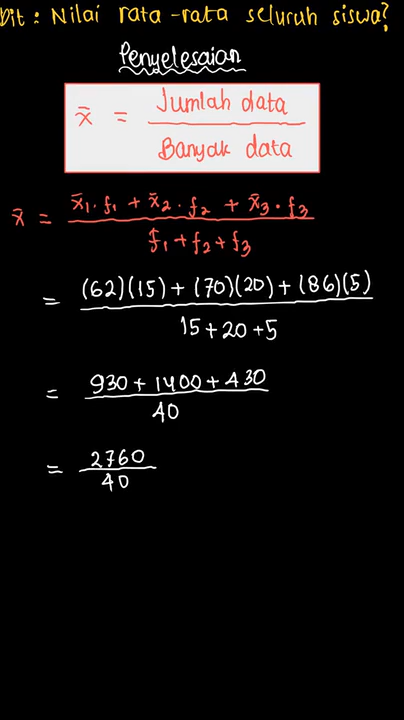 Dit : Nilai rata-rata seluruh siswa?
Penyelesaian
x̄ = Jumlah data / Banyak data
x̄ = x̄₁ · f₁ + x̄₂ · f₂ + x̄₃ · f₃ / f₁ + f₂ + f₃
= (62)(15) + (70)(20) + (86)(5) / 15 + 20 + 5
= 930 + 1400 + 430 / 40
= 2760 / 40